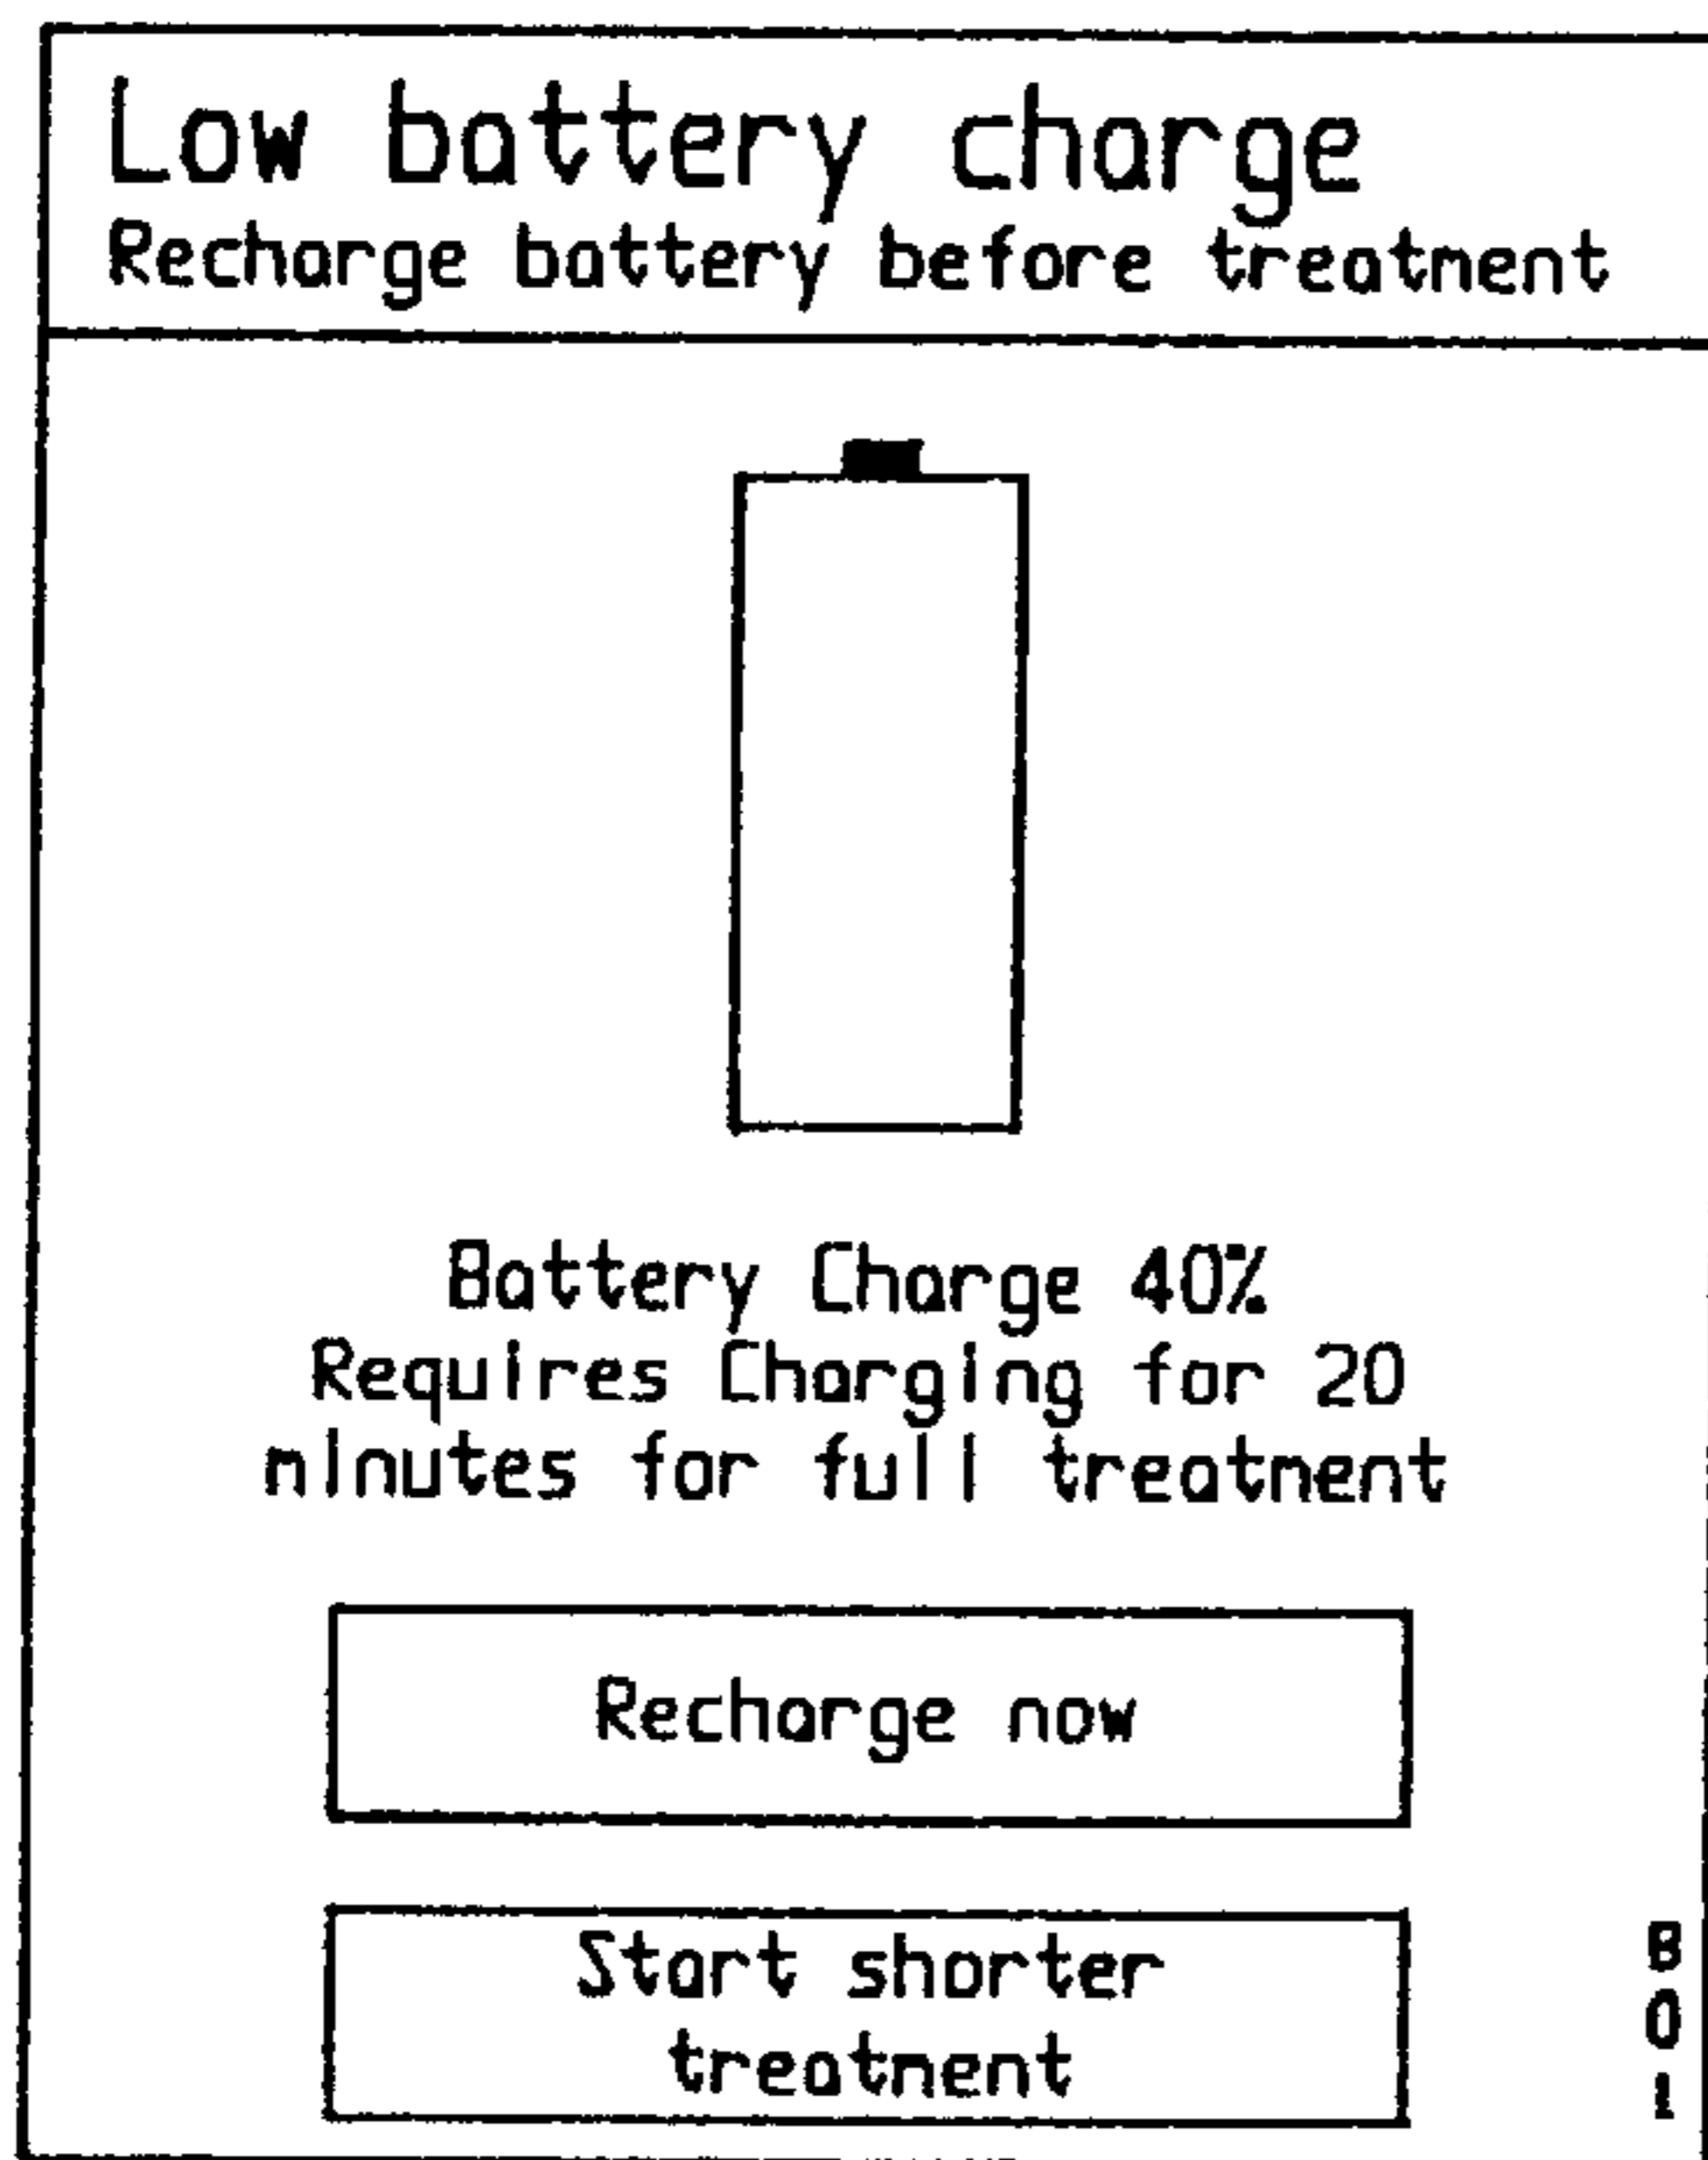 Low battery charge
Recharge battery before treatment
Battery Charge 40%
Requires Charging for 20
minutes for full treatment
Recharge now
Start shorter
treatment
B
0
1